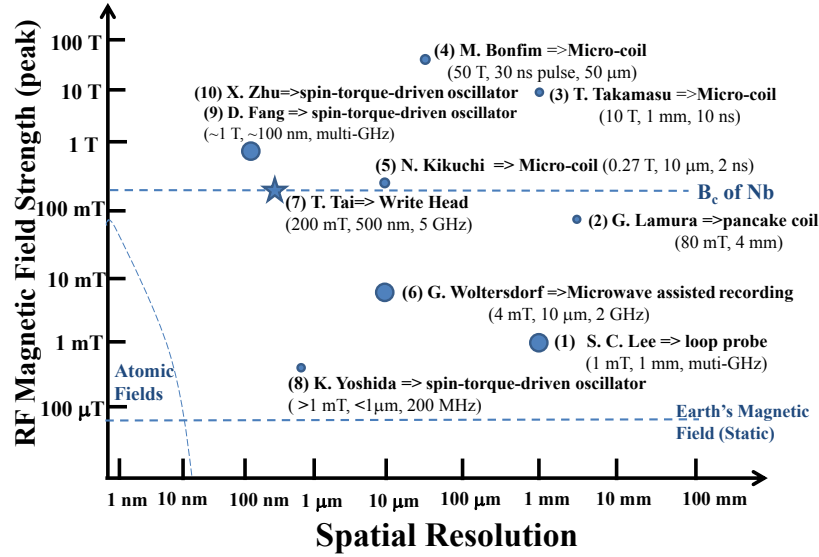 RF Magnetic Field Strength (peak)
100 T
10 T
1 T
100 mT
10 mT
1 mT
100 μT
(4) M. Bonfim =>Micro-coil
(50 T, 30 ns pulse, 50 μm)
(10) X. Zhu=>spin-torque-driven oscillator
(9) D. Fang => spin-torque-driven oscillator
(~1 T, ~100 nm, multi-GHz)
(3) T. Takamasu =>Micro-coil
(10 T, 1 mm, 10 ns)
(5) N. Kikuchi => Micro-coil (0.27 T, 10 μm, 2 ns)
Bc of Nb
(7) T. Tai=> Write Head
(200 mT, 500 nm, 5 GHz)
(2) G. Lamura=>pancake coil
(80 mT, 4 mm)
(6) G. Woltersdorf =>Microwave assisted recording
(4 mT, 10 μm, 2 GHz)
(1) S. C. Lee => loop probe
(1 mT, 1 mm, muti-GHz)
Atomic
Fields
(8) K. Yoshida => spin-torque-driven oscillator
( >1 mT, <1μm, 200 MHz)
Earth's Magnetic
Field (Static)
1 nm 10 nm 100 nm 1 μm 10 μm 100 μm 1 mm 10 mm 100 mm
Spatial Resolution